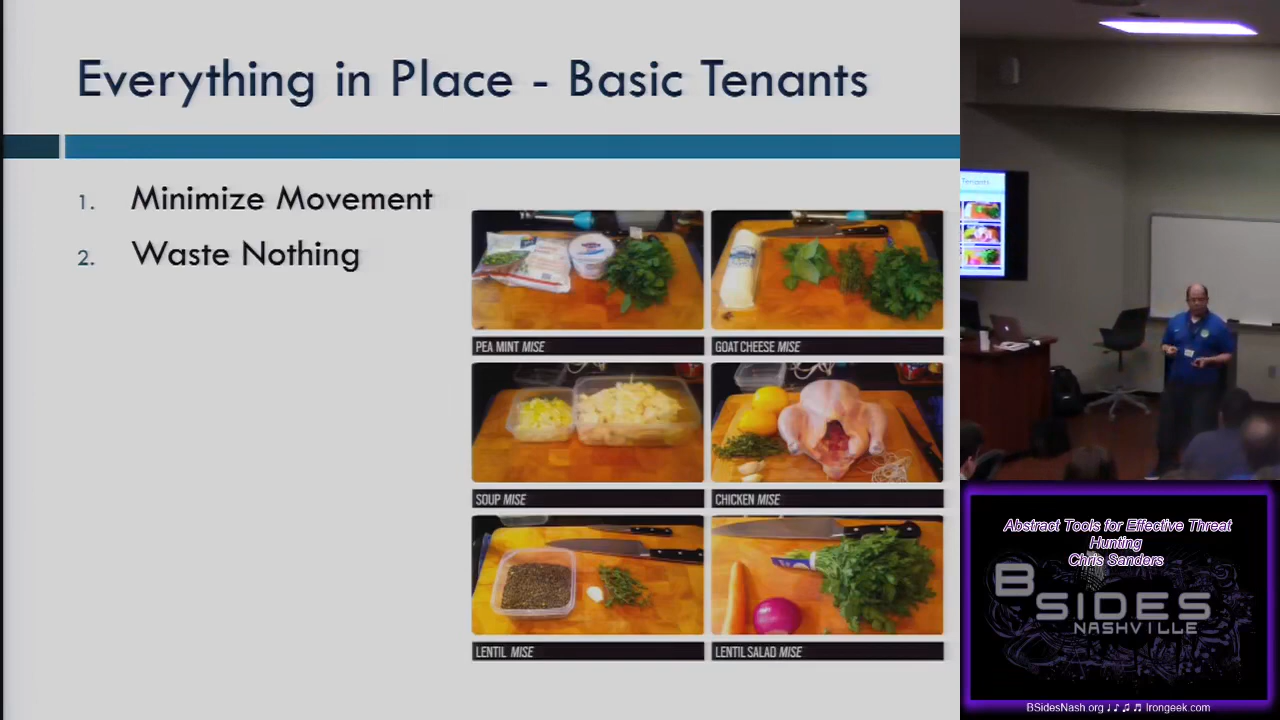 Everything in Place - Basic Tenants
1. Minimize Movement
2. Waste Nothing
PEA MINT MISE
GOAT CHEESE MISE
SOUP MISE
CHICKEN MISE
LENTIL MISE
LENTIL SALAD MISE
Tenants
Abstract Tools for Effective Threat
Hunting
Chris Sanders
BSIDES
NASHVILLE
BSidesNash.org ♩ ♪ ♫ ♬ Irongeek.com